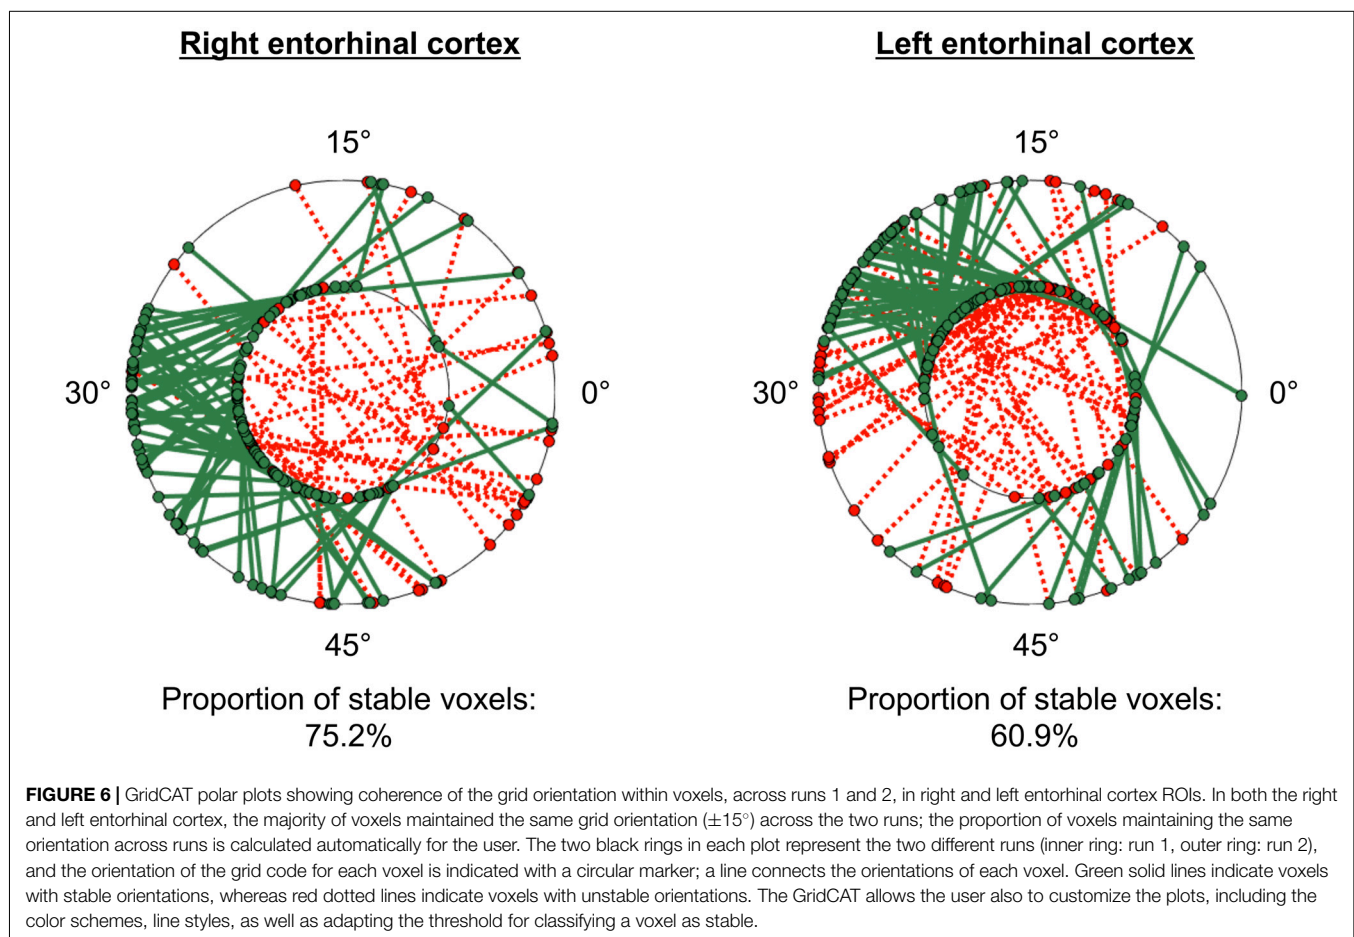 Right entorhinal cortex
Left entorhinal cortex
15°
15°
30°
0°
30°
0°
45°
45°
Proportion of stable voxels:
75.2%
Proportion of stable voxels:
60.9%
FIGURE 6 | GridCAT polar plots showing coherence of the grid orientation within voxels, across runs 1 and 2, in right and left entorhinal cortex ROIs. In both the right
and left entorhinal cortex, the majority of voxels maintained the same grid orientation (±15°) across the two runs; the proportion of voxels maintaining the same
orientation across runs is calculated automatically for the user. The two black rings in each plot represent the two different runs (inner ring: run 1, outer ring: run 2),
and the orientation of the grid code for each voxel is indicated with a circular marker; a line connects the orientations of each voxel. Green solid lines indicate voxels
with stable orientations, whereas red dotted lines indicate voxels with unstable orientations. The GridCAT allows the user also to customize the plots, including the
color schemes, line styles, as well as adapting the threshold for classifying a voxel as stable.